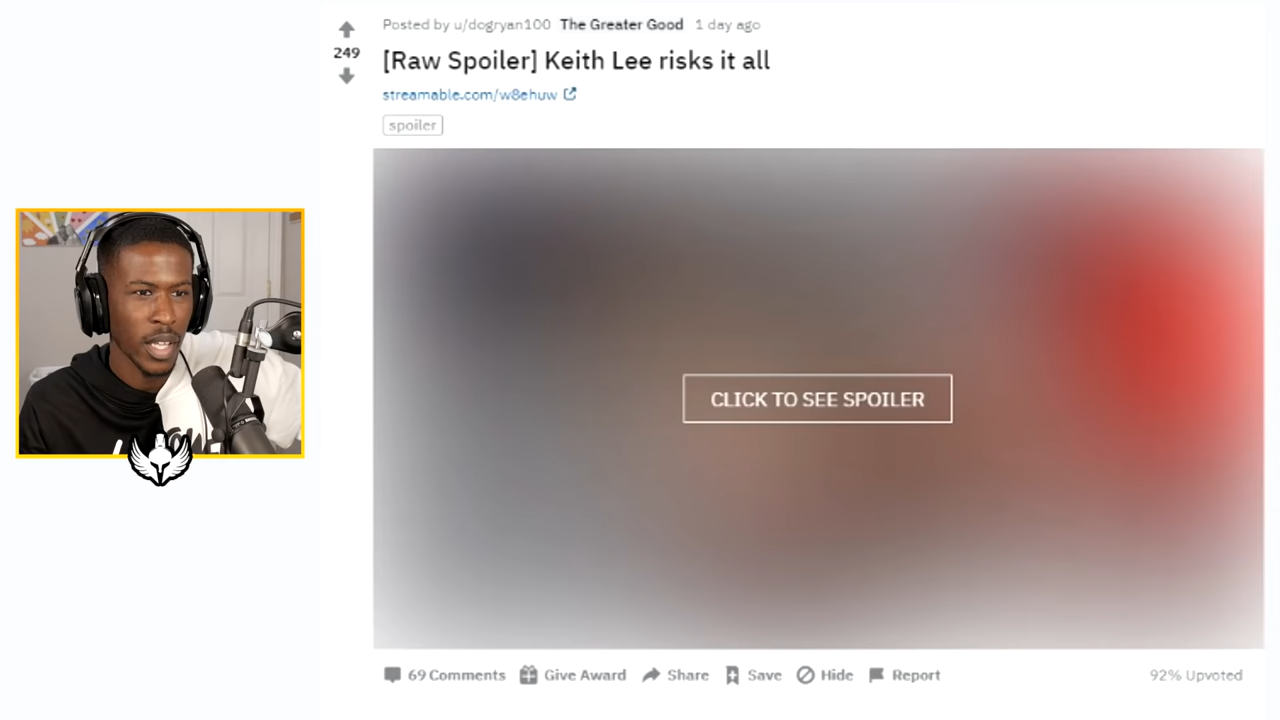 Posted by u/dogryan100 The Greater Good 1 day ago
249
[Raw Spoiler] Keith Lee risks it all
streamable.com/w8ehuw
spoiler
CLICK TO SEE SPOILER
69 Comments Give Award Share Save Hide Report 92% Upvoted